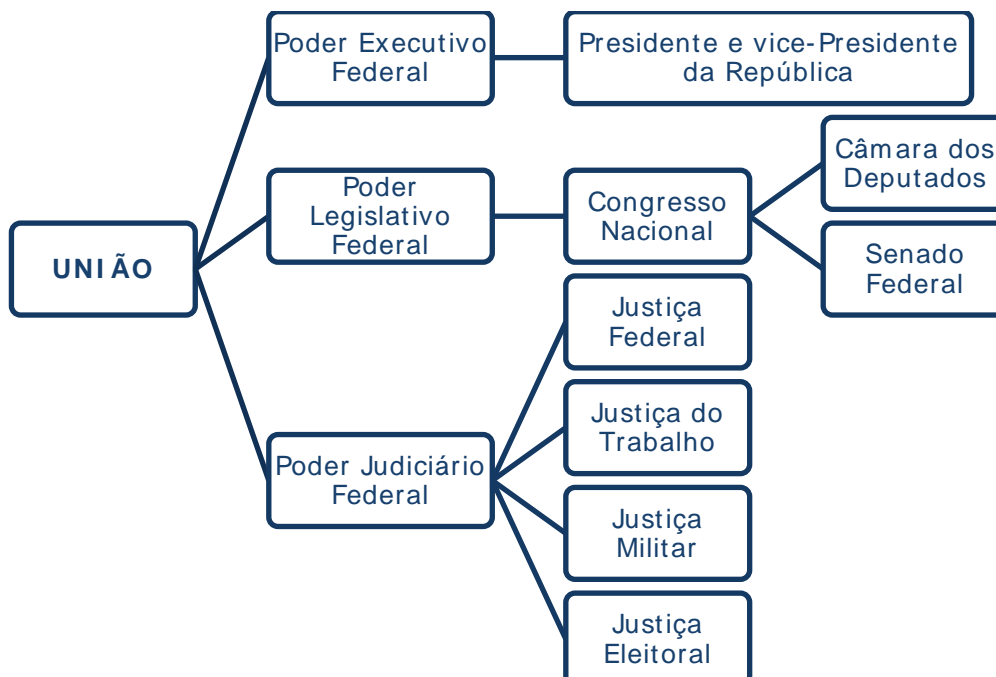 Poder Executivo
Federal
Presidente e vice-Presidente
da República
Câmara dos
Deputados
Poder
Legislativo
Federal
Congresso
Nacional
UNIÃO
Senado
Federal
Justiça
Federal
Justiça do
Trabalho
Poder Judiciário
Federal
Justiça
Militar
Justiça
Eleitoral